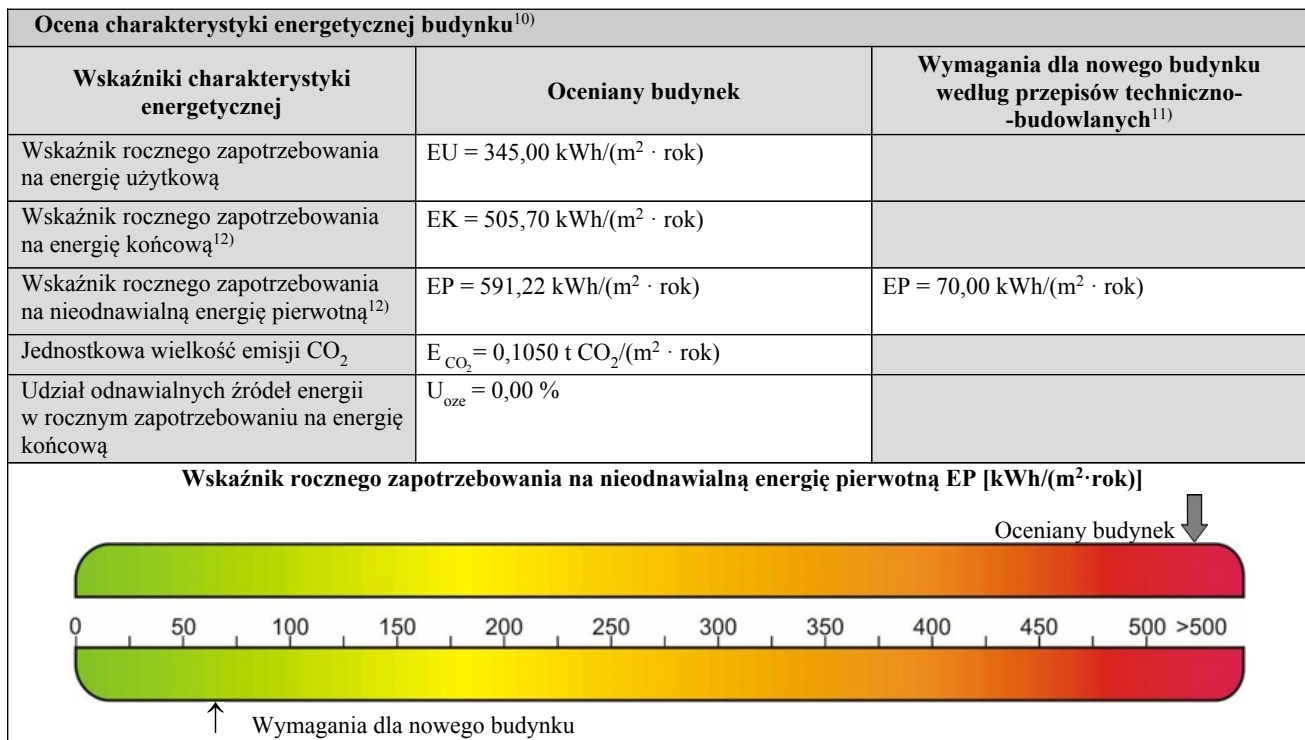 Ocena charakterystyki energetycznej budynku10)
Wskaźniki charakterystyki
energetycznej
Oceniany budynek
Wymagania dla nowego budynku
według przepisów techniczno-
-budowlanych11)
Wskaźnik rocznego zapotrzebowania
na energię użytkową
EU = 345,00 kWh/(m2 · rok)
Wskaźnik rocznego zapotrzebowania
na energię końcową12)
EK = 505,70 kWh/(m2 · rok)
Wskaźnik rocznego zapotrzebowania
na nieodnawialną energię pierwotną12)
EP = 591,22 kWh/(m2 · rok)
EP = 70,00 kWh/(m2 · rok)
Jednostkowa wielkość emisji CO2
E CO2= 0,1050 t CO2/(m2 · rok)
Udział odnawialnych źródeł energii
w rocznym zapotrzebowaniu na energię
końcową
Uoze = 0,00 %
Wskaźnik rocznego zapotrzebowania na nieodnawialną energię pierwotną EP [kWh/(m2·rok)]
Oceniany budynek
0 50 100 150 200 250 300 350 400 450 500 >500
Wymagania dla nowego budynku